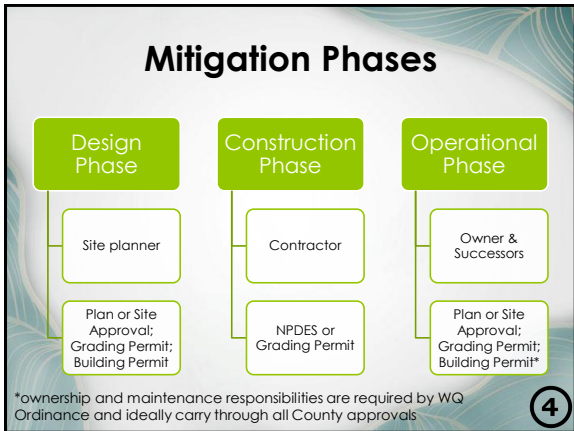 Mitigation Phases
Design
Phase
Site planner
Plan or Site
Approval;
Grading Permit;
Building Permit
Construction
Phase
Contractor
NPDES or
Grading Permit
Operational
Phase
Owner &
Successors
Plan or Site
Approval;
Grading Permit;
Building Permit*
*ownership and maintenance responsibilities are required by WQ
Ordinance and ideally carry through all County approvals
4